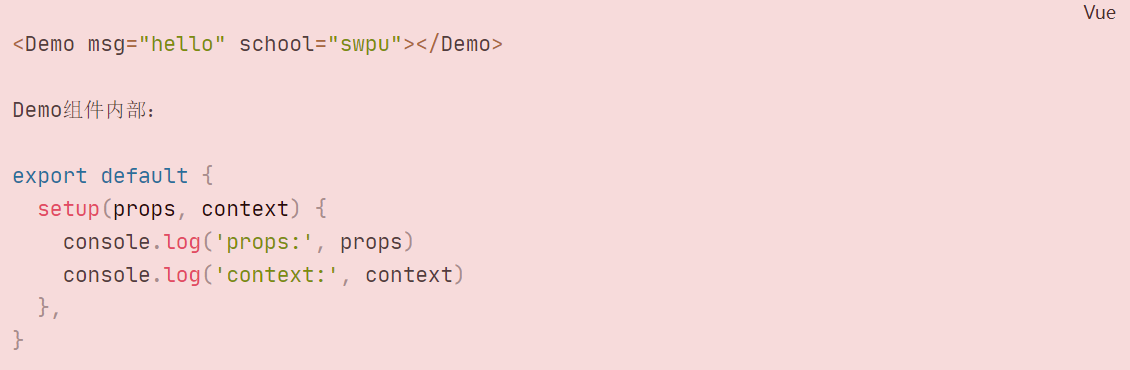 Vue
<Demo msg="hello" school="swpu"></Demo>
Demo组件内部：
export default {
  setup(props, context) {
    console.log('props:', props)
    console.log('context:', context)
  },
}